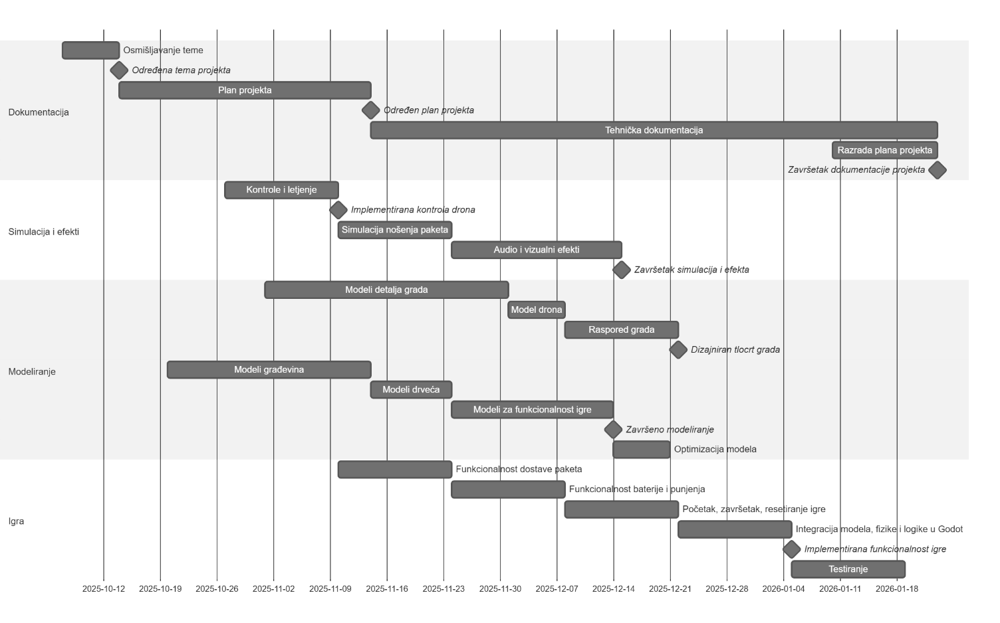 Osmišljavanje teme
Određena tema projekta
Plan projekta
Određen plan projekta
Dokumentacija
Tehnička dokumentacija
Razrada plana projekta
Završetak dokumentacije projekta
Kontrole i letjenje
Implementirana kontrola drona
Simulacija nošenja paketa
Simulacija i efekti
Audio i vizualni efekti
Završetak simulacija i efekta
Modeli detalja grada
Model drona
Raspored grada
Dizajniran tlocrt grada
Modeli građevina
Modeliranje
Modeli drveća
Modeli za funkcionalnost igre
Završeno modeliranje
Optimizacija modela
Funkcionalnost dostave paketa
Funkcionalnost baterije i punjenja
Početak, završetak, resetiranje igre
Igra
Integracija modela, fizike i logike u Godot
Implementirana funkcionalnost igre
Testiranje
2025-10-12 2025-10-19 2025-10-26 2025-11-02 2025-11-09 2025-11-16 2025-11-23 2025-11-30 2025-12-07 2025-12-14 2025-12-21 2025-12-28 2026-01-04 2026-01-11 2026-01-18